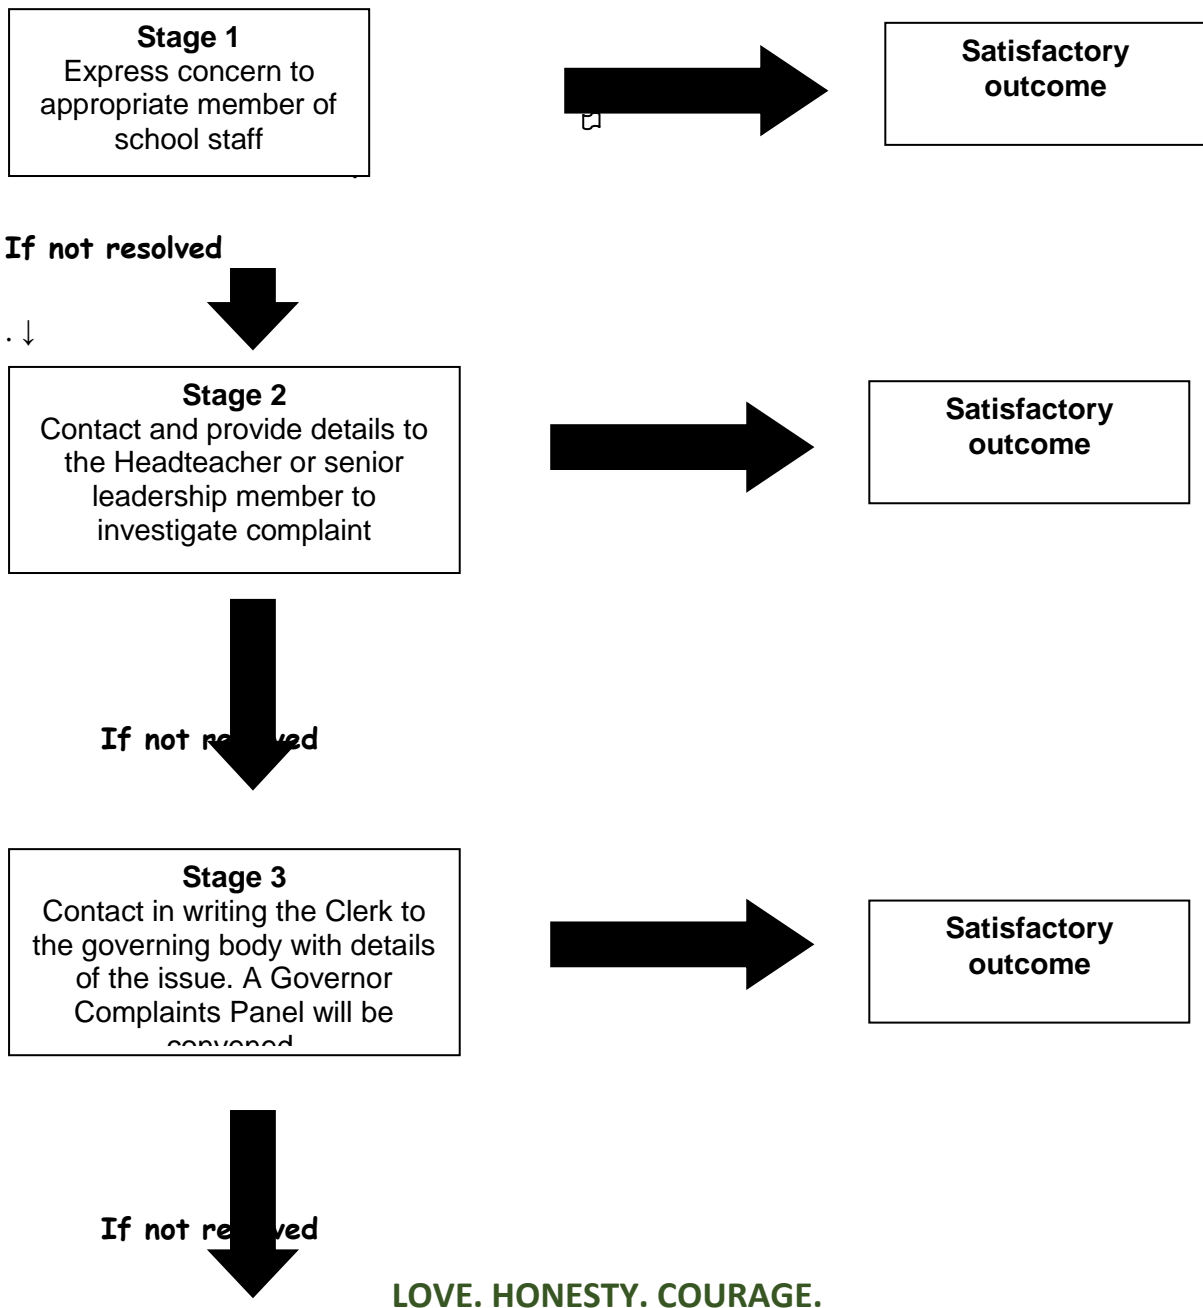 Stage 1
Express concern to
appropriate member of
school staff
Satisfactory
outcome
If not resolved
. ↓
Stage 2
Contact and provide details to
the Headteacher or senior
leadership member to
investigate complaint
Satisfactory
outcome
If not resolved
Stage 3
Contact in writing the Clerk to
the governing body with details
of the issue. A Governor
Complaints Panel will be
convened
Satisfactory
outcome
If not resolved
LOVE. HONESTY. COURAGE.